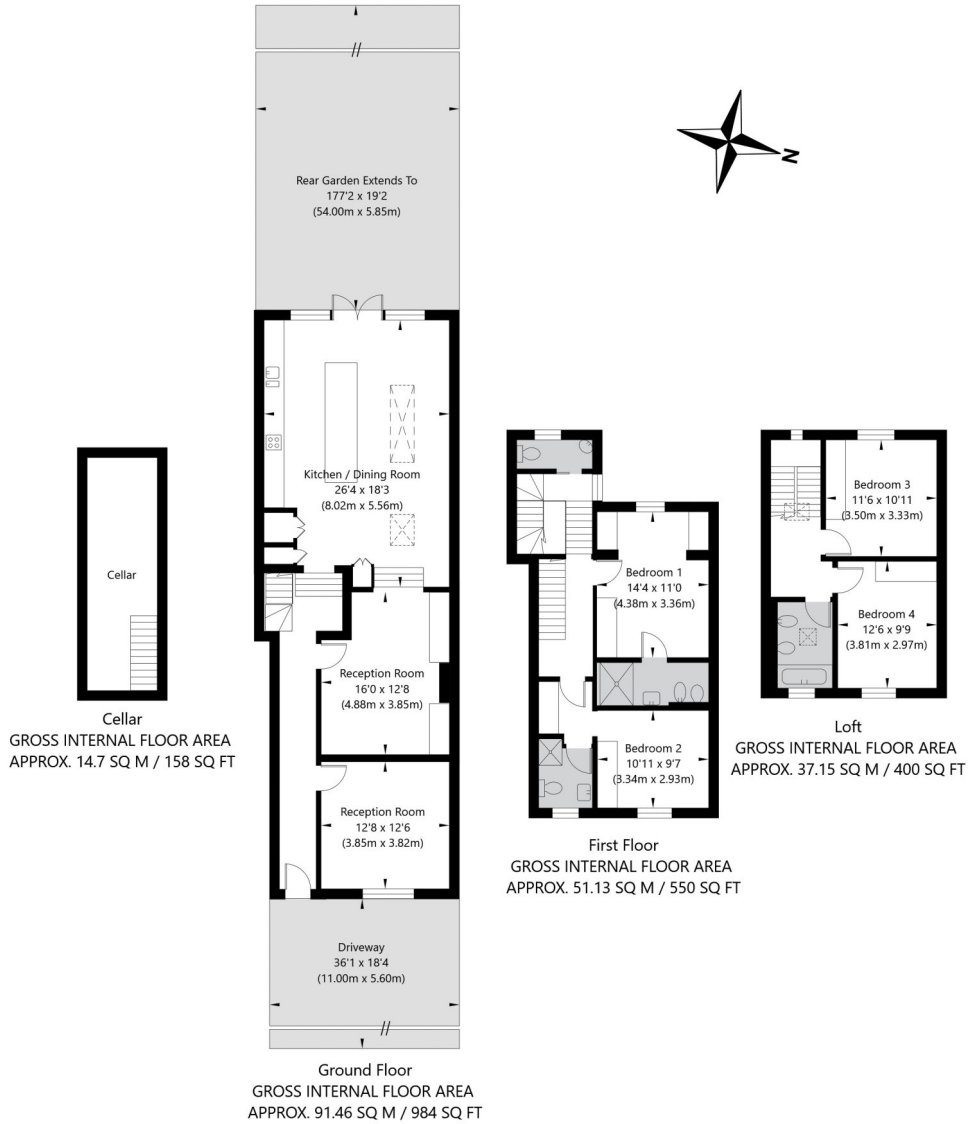 Rear Garden Extends To
177'2 x 19'2
(54.00m x 5.85m)
N
Kitchen / Dining Room
26'4 x 18'3
(8.02m x 5.56m)
Reception Room
16'0 x 12'8
(4.88m x 3.85m)
Reception Room
12'8 x 12'6
(3.85m x 3.82m)
Driveway
36'1 x 18'4
(11.00m x 5.60m)
Ground Floor
GROSS INTERNAL FLOOR AREA
APPROX. 91.46 SQ M / 984 SQ FT
Cellar
Cellar
GROSS INTERNAL FLOOR AREA
APPROX. 14.7 SQ M / 158 SQ FT
Bedroom 1
14'4 x 11'0
(4.38m x 3.36m)
Bedroom 2
10'11 x 9'7
(3.34m x 2.93m)
First Floor
GROSS INTERNAL FLOOR AREA
APPROX. 51.13 SQ M / 550 SQ FT
Bedroom 3
11'6 x 10'11
(3.50m x 3.33m)
Bedroom 4
12'6 x 9'9
(3.81m x 2.97m)
Loft
GROSS INTERNAL FLOOR AREA
APPROX. 37.15 SQ M / 400 SQ FT